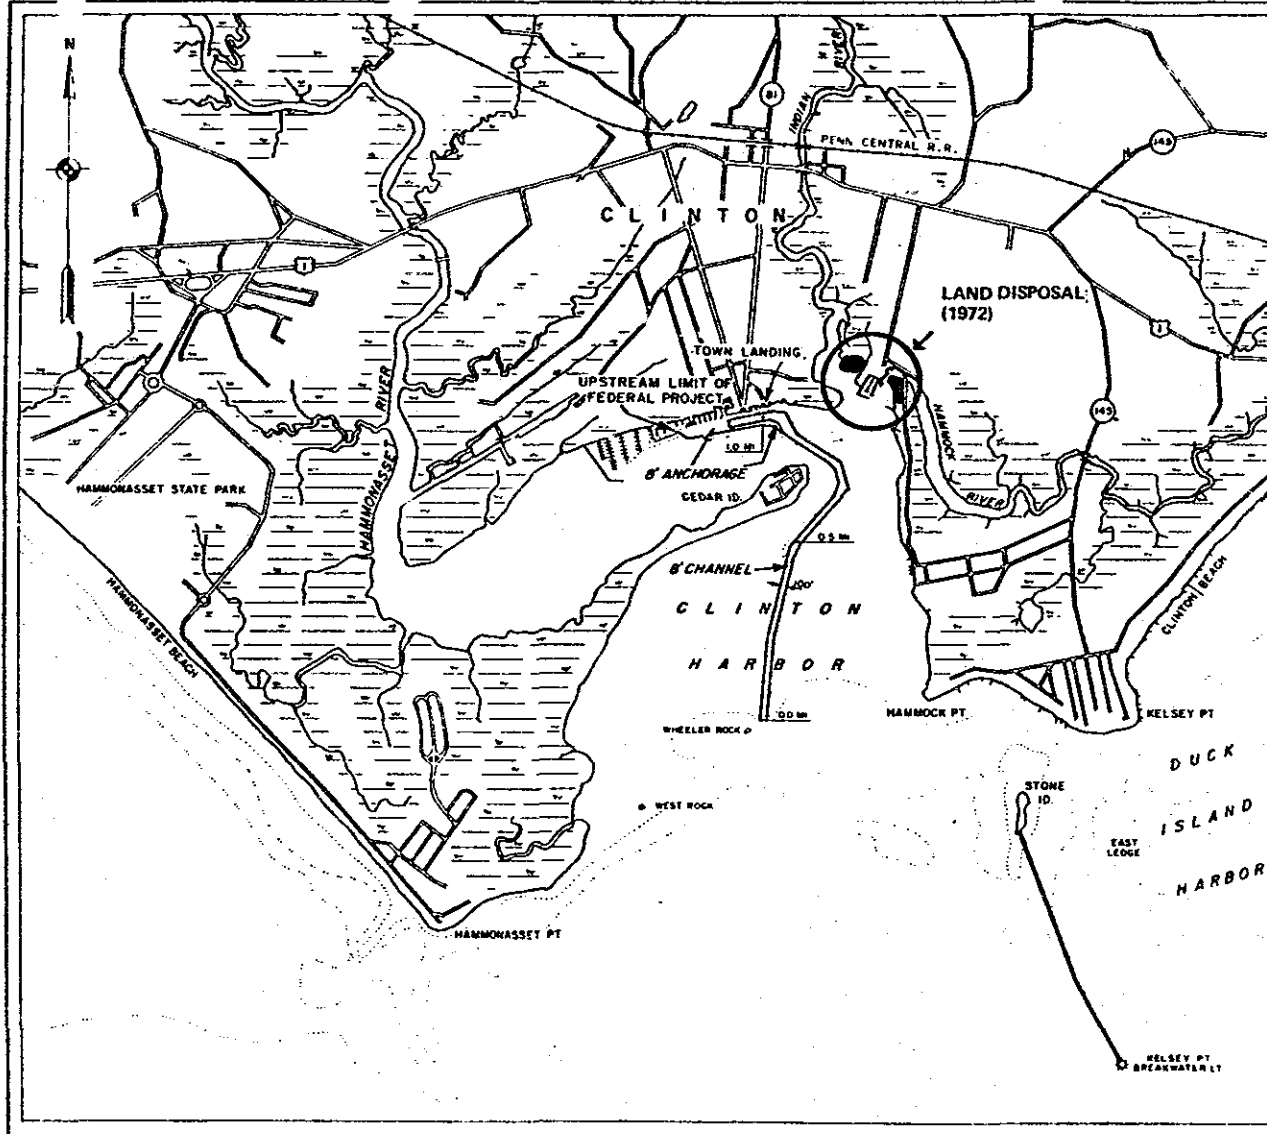 N
INDIAN
RIVER
81
PENN CENTRAL R.R.
145
CLINTON
1
LAND DISPOSAL
(1972)
1
TOWN LANDING
UPSTREAM LIMIT OF
FEDERAL PROJECT
RIVER
HAMMONASSET
HAMMOCK
RIVER
145
1.0 MI
8' ANCHORAGE
CEDAR ID.
HAMMONASSET STATE PARK
0.5 MI
8' CHANNEL
100'
CLINTON
HARBOR
HAMMONASSET BEACH
CLINTON BEACH
0.0 MI
WHEELER ROCK
HAMMOCK PT
KELSEY PT
DUCK
ISLAND
HARBOR
STONE
ID.
WEST ROCK
EAST
LEDGE
HAMMONASSET PT
KELSEY PT
BREAKWATER LT